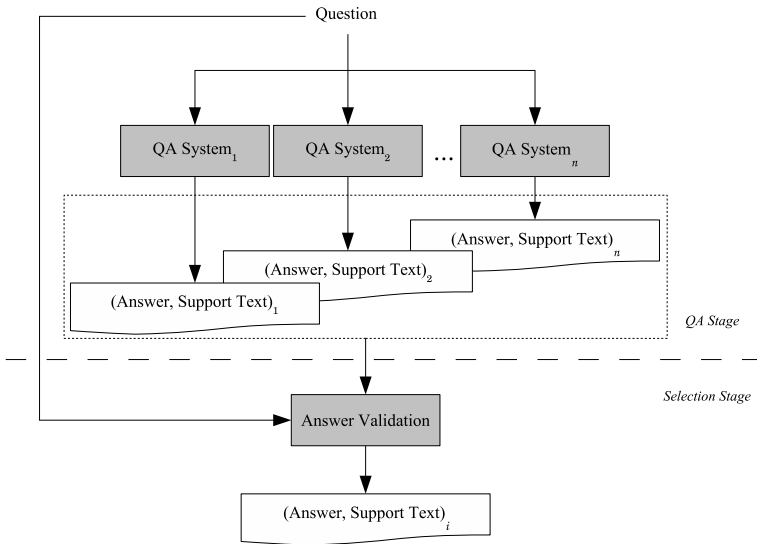 Question
QA System1 QA System2 ... QA Systemn
(Answer, Support Text)n
(Answer, Support Text)2
(Answer, Support Text)1
QA Stage
Selection Stage
Answer Validation
(Answer, Support Text)i